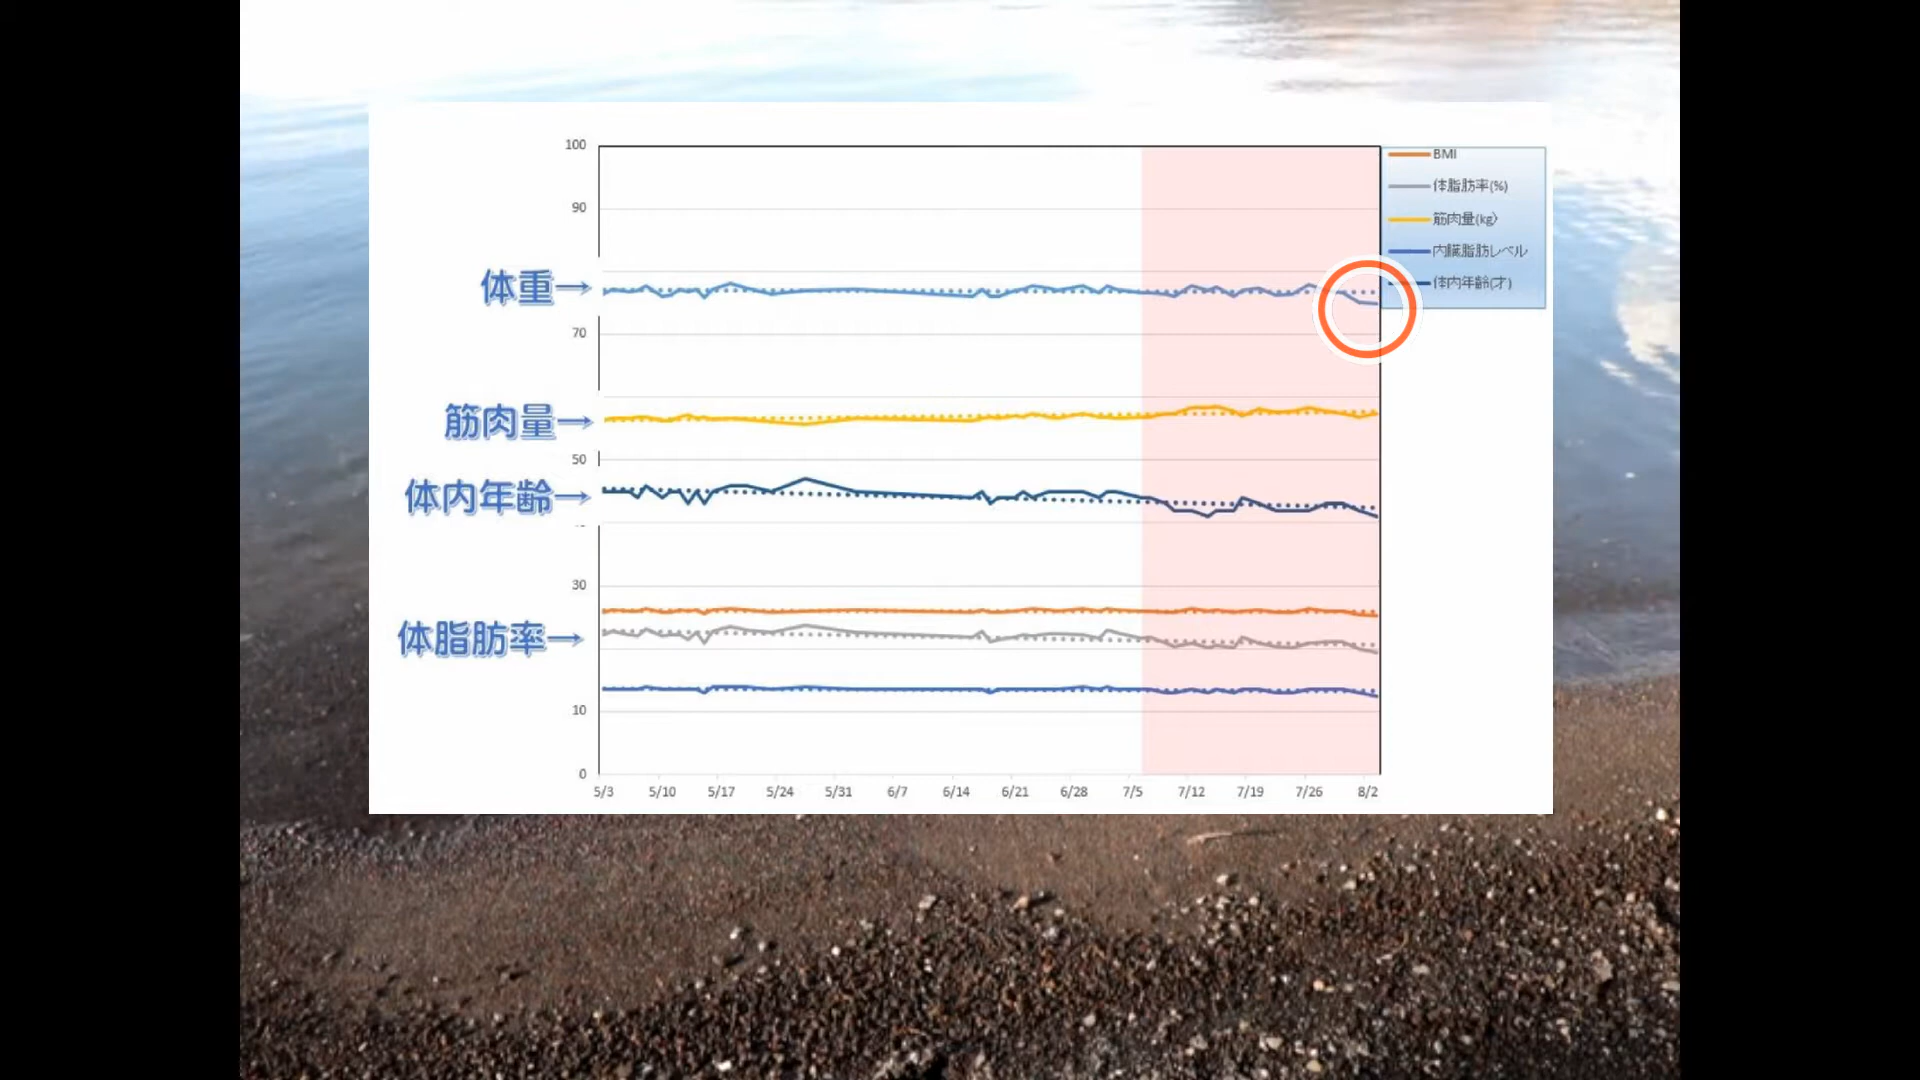 100
90
70
50
30
10
0
体重→
筋肉量→
体内年齢→
体脂肪率→
BMI
体脂肪率(%)
筋肉量(kg)
内臓脂肪レベル
体内年齢(才)
5/3 5/10 5/17 5/24 5/31 6/7 6/14 6/21 6/28 7/5 7/12 7/19 7/26 8/2